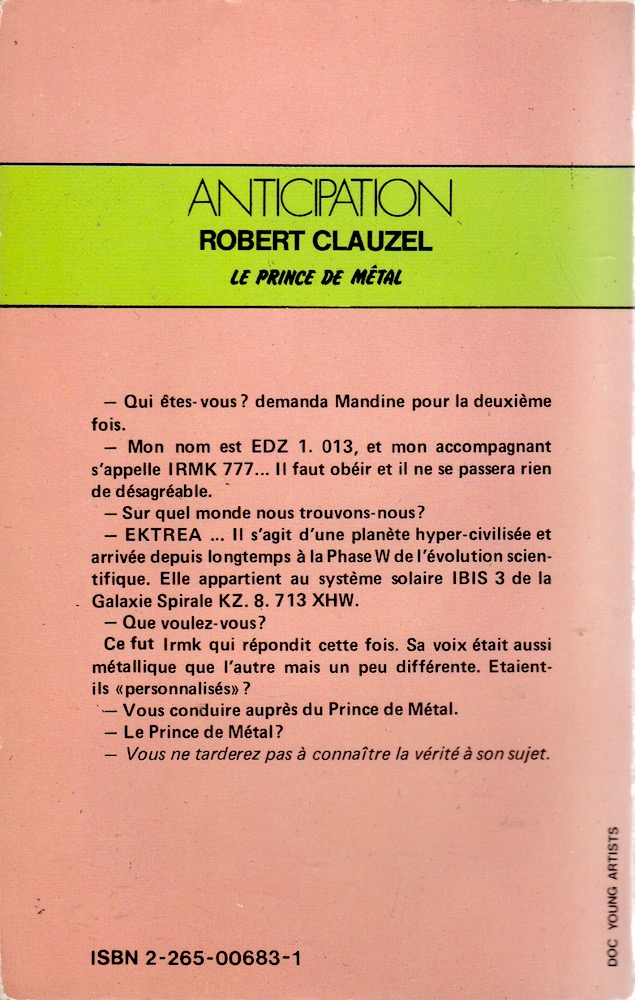 ANTICIPATION
ROBERT CLAUZEL
LE PRINCE DE MÊTAL
— Qui êtes-vous? demanda Mandine pour la deuxième
fois.
— Mon nom est EDZ 1. 013, et mon accompagnant
s'appelle IRMK 777... Il faut obéir et il ne se passera rien
de désagréable.
— Sur quel monde nous trouvons-nous?
— EKTREA ... Il s'agit d'une planète hyper-civilisée et
arrivée depuis longtemps à la Phase W de l'évolution scien-
tifique. Elle appartient au système solaire IBIS 3 de la
Galaxie Spirale KZ. 8. 713 XHW.
— Que voulez-vous?
Ce fut Irmk qui répondit cette fois. Sa voix était aussi
métallique que l'autre mais un peu différente. Etaient-
ils «personnalisés»?
— Vous conduire auprès du Prince de Métal.
— Le Prince de Métal?
— Vous ne tarderez pas à connaître la vérité à son sujet.
DOC YOUNG ARTISTS
ISBN 2-265-00683-1